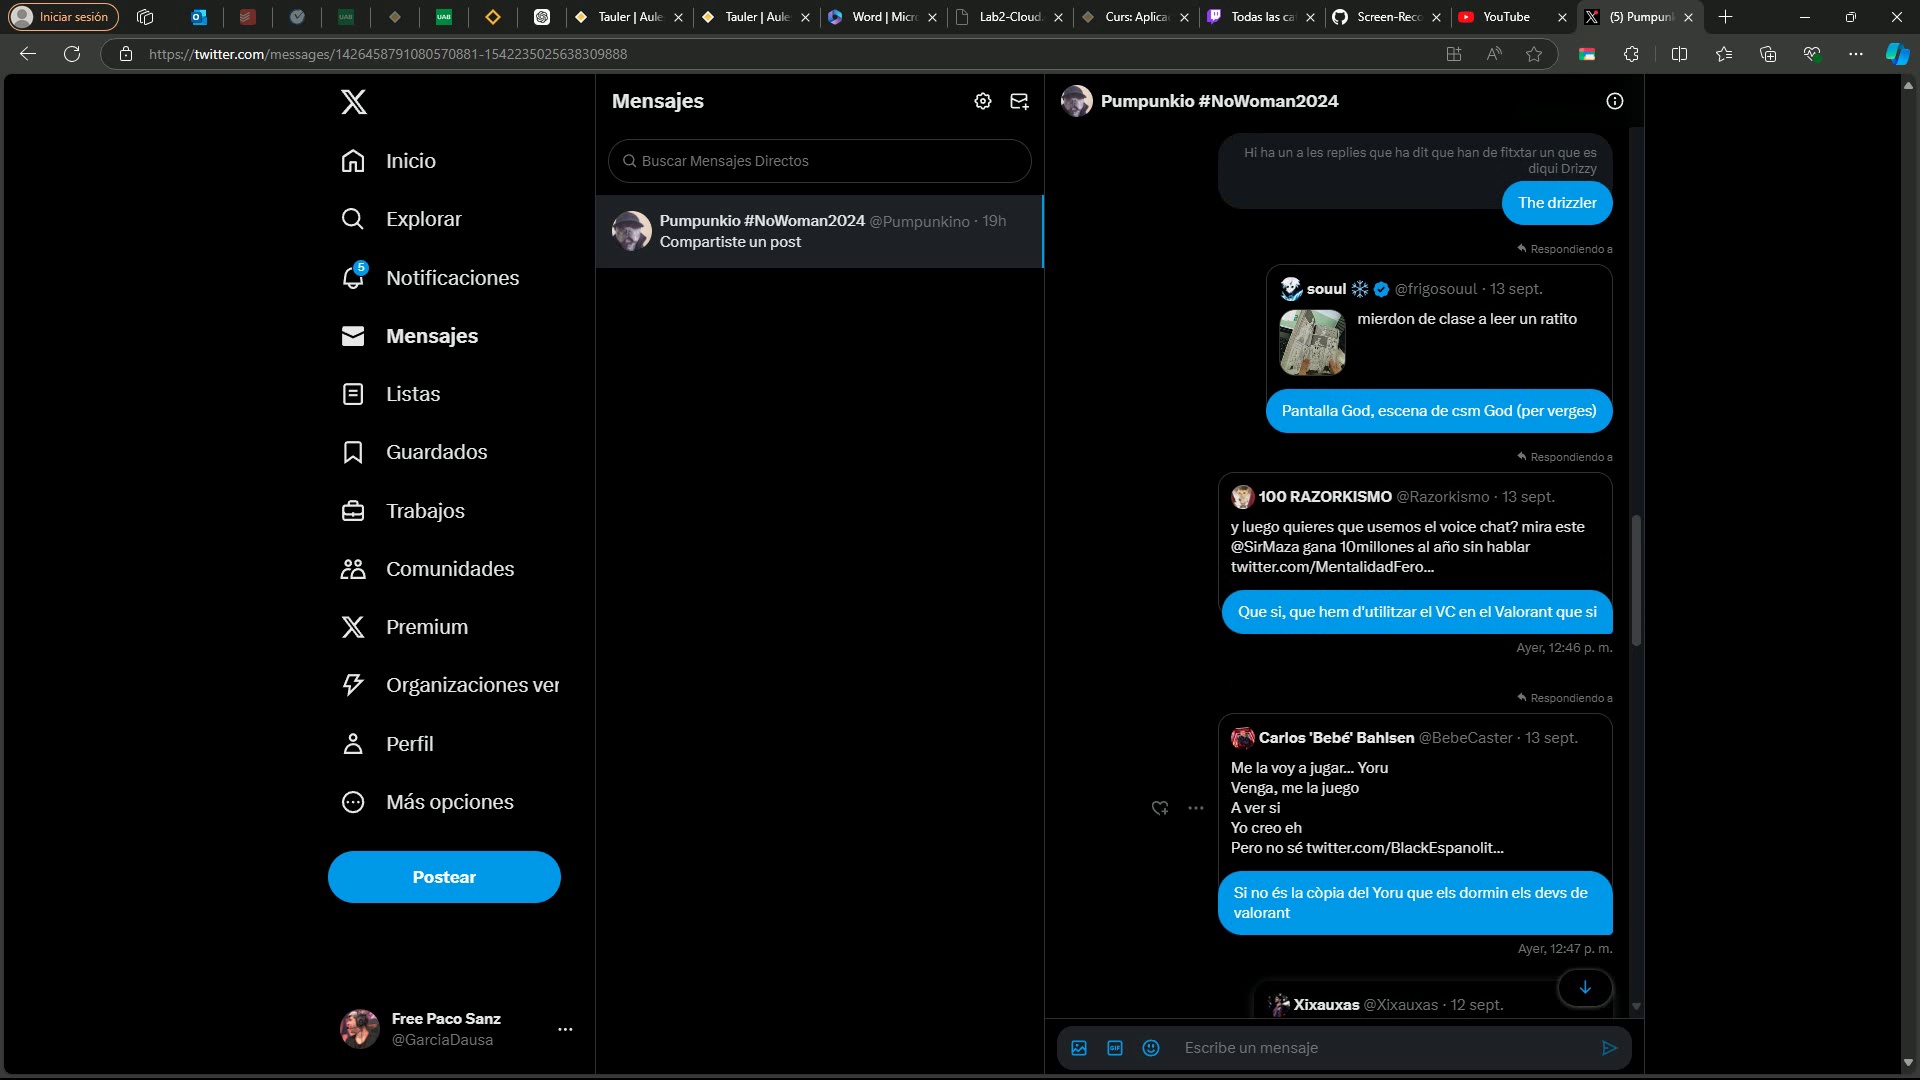 Iniciar sesión
Tauler | Aule
Tauler | Aule
Word | Micr
Lab2-Cloud.
Curs: Aplica
Todas las ca
Screen-Reco
YouTube
(5) Pumpun
https://twitter.com/messages/1426458791080570881-1542235025638309888
Inicio
Explorar
5
Notificaciones
Mensajes
Listas
Guardados
Trabajos
Comunidades
Premium
Organizaciones ver
Perfil
Más opciones
Postear
Free Paco Sanz
@GarciaDausa
Mensajes
Buscar Mensajes Directos
Pumpunkio #NoWoman2024 @Pumpunkino · 19h
Compartiste un post
Pumpunkio #NoWoman2024
Hi ha un a les replies que ha dit que han de fitxtar un que es
diqui Drizzy
The drizzler
Respondiendo a
souul @frigosouul · 13 sept.
mierdon de clase a leer un ratito
Pantalla God, escena de csm God (per verges)
Respondiendo a
100 RAZORKISMO @Razorkismo · 13 sept.
y luego quieres que usemos el voice chat? mira este
@SirMaza gana 10millones al año sin hablar
twitter.com/MentalidadFero...
Que si, que hem d'utilitzar el VC en el Valorant que si
Ayer, 12:46 p. m.
Respondiendo a
Carlos 'Bebé' Bahlsen @BebeCaster · 13 sept.
Me la voy a jugar... Yoru
Venga, me la juego
A ver si
Yo creo eh
Pero no sé twitter.com/BlackEspanolit...
Si no és la còpia del Yoru que els dormin els devs de
valorant
Ayer, 12:47 p. m.
Xixauxas @Xixauxas · 12 sept.
GIF
Escribe un mensaje